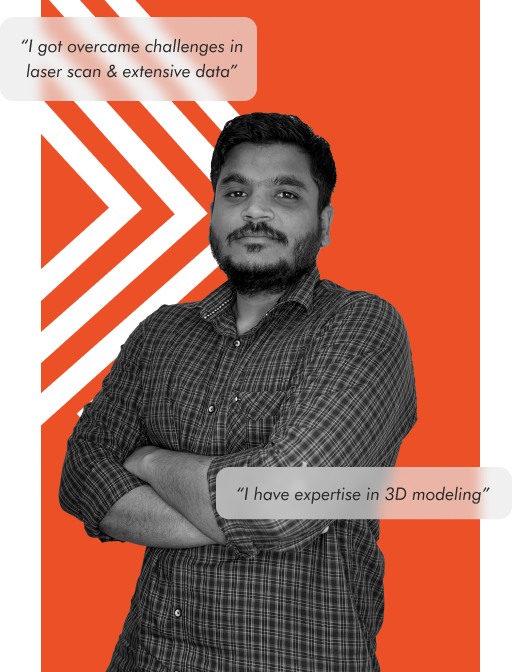 “I got overcame challenges in
laser scan & extensive data”
“I have expertise in 3D modeling”